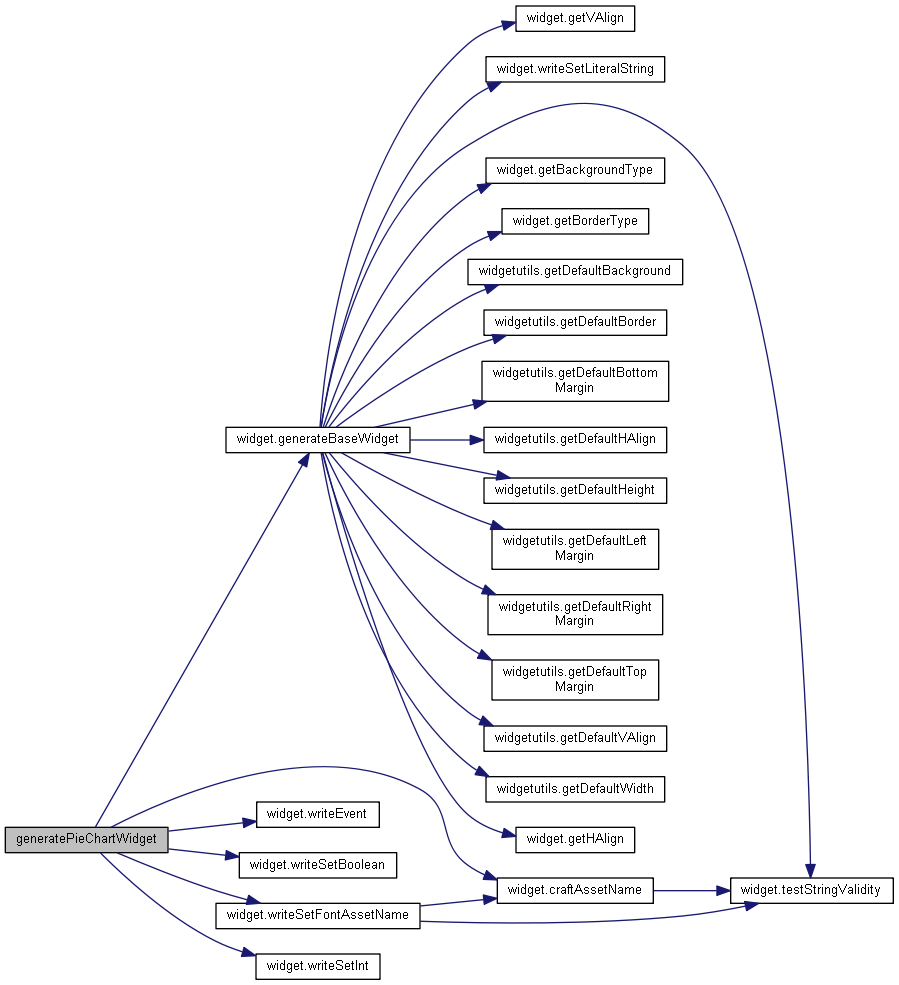 widget.getVAlign
widget.writeSetLiteralString
widget.getBackgroundType
widget.getBorderType
widgetutils.getDefaultBackground
widgetutils.getDefaultBorder
widgetutils.getDefaultBottom
Margin
widget.generateBaseWidget
widgetutils.getDefaultHAlign
widgetutils.getDefaultHeight
widgetutils.getDefaultLeft
Margin
widgetutils.getDefaultRight
Margin
widgetutils.getDefaultTop
Margin
widgetutils.getDefaultVAlign
widgetutils.getDefaultWidth
widget.writeEvent
generatePieChartWidget
widget.getHAlign
widget.writeSetBoolean
widget.craftAssetName
widget.testStringValidity
widget.writeSetFontAssetName
widget.writeSetInt